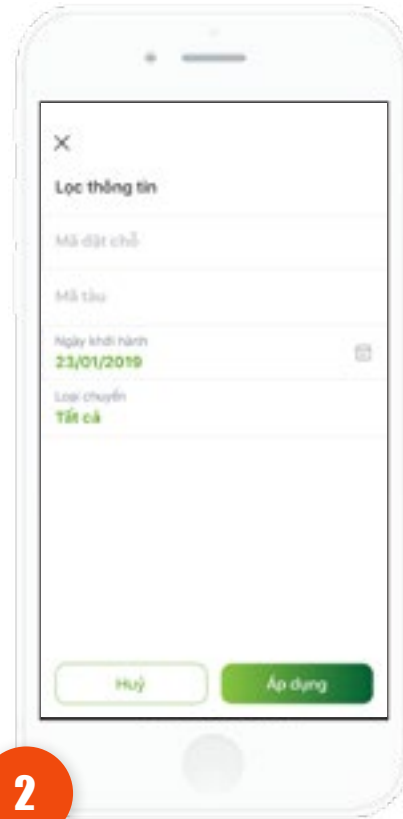 Lọc thông tin
Mã đặt chỗ
Mã tàu
Ngày khởi hành
23/01/2019
Loại chuyến
Tất cả
Huỷ
Áp dụng
2